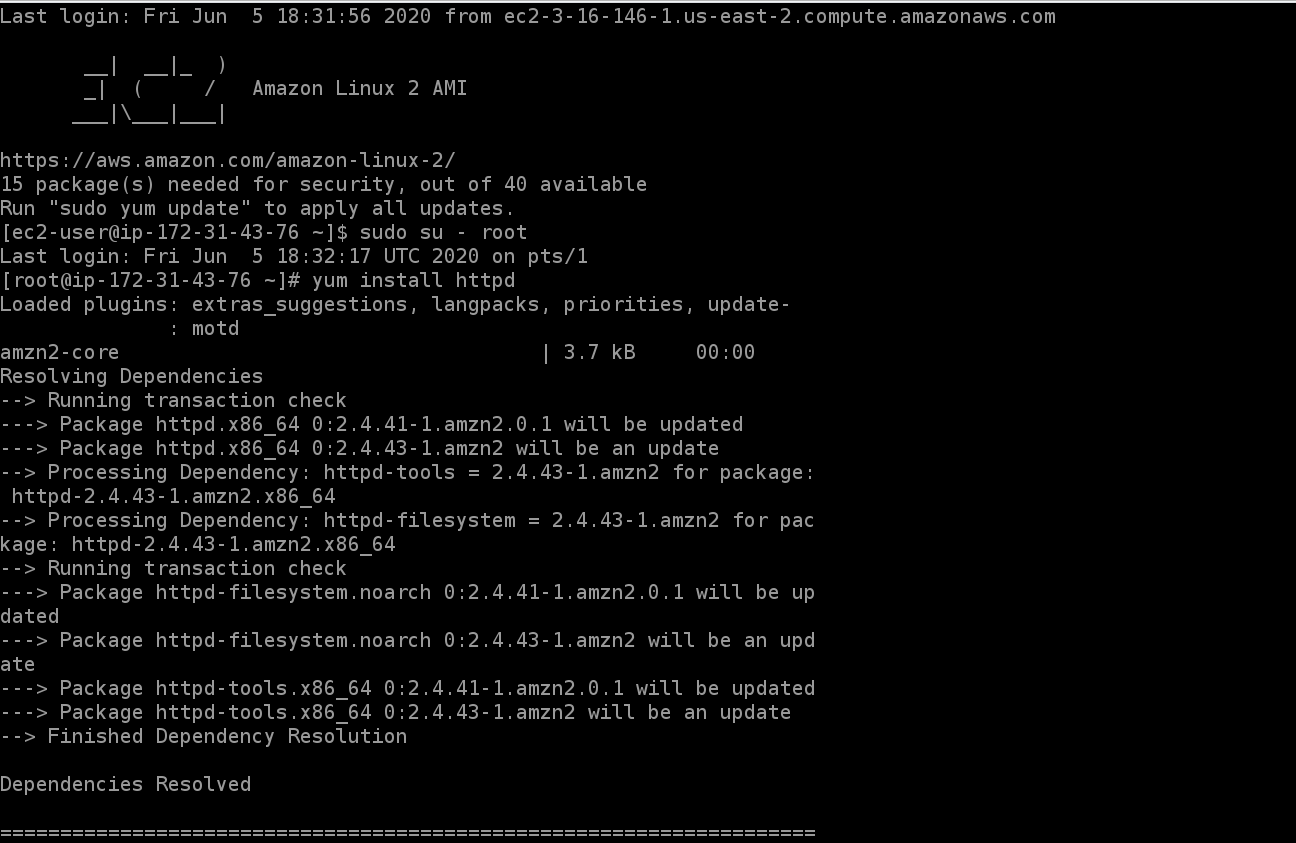 Last login: Fri Jun  5 18:31:56 2020 from ec2-3-16-146-1.us-east-2.compute.amazonaws.com

       __|  __|_  )
       _|  (     /   Amazon Linux 2 AMI
      ___|\___|___|

https://aws.amazon.com/amazon-linux-2/
15 package(s) needed for security, out of 40 available
Run "sudo yum update" to apply all updates.
[ec2-user@ip-172-31-43-76 ~]$ sudo su - root
Last login: Fri Jun  5 18:32:17 UTC 2020 on pts/1
[root@ip-172-31-43-76 ~]# yum install httpd
Loaded plugins: extras_suggestions, langpacks, priorities, update-
              : motd
amzn2-core                                   | 3.7 kB     00:00
Resolving Dependencies
--> Running transaction check
---> Package httpd.x86_64 0:2.4.41-1.amzn2.0.1 will be updated
---> Package httpd.x86_64 0:2.4.43-1.amzn2 will be an update
--> Processing Dependency: httpd-tools = 2.4.43-1.amzn2 for package:
 httpd-2.4.43-1.amzn2.x86_64
--> Processing Dependency: httpd-filesystem = 2.4.43-1.amzn2 for pac
kage: httpd-2.4.43-1.amzn2.x86_64
--> Running transaction check
---> Package httpd-filesystem.noarch 0:2.4.41-1.amzn2.0.1 will be up
dated
---> Package httpd-filesystem.noarch 0:2.4.43-1.amzn2 will be an upd
ate
---> Package httpd-tools.x86_64 0:2.4.41-1.amzn2.0.1 will be updated
---> Package httpd-tools.x86_64 0:2.4.43-1.amzn2 will be an update
--> Finished Dependency Resolution

Dependencies Resolved

====================================================================